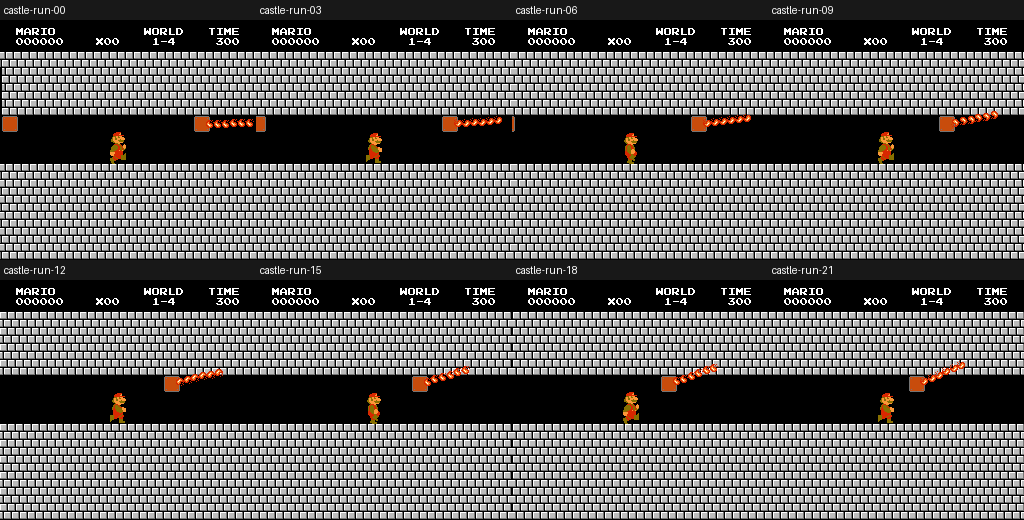 castle-run-00 castle-run-03 castle-run-06 castle-run-09
MARIO WORLD TIME MARIO WORLD TIME MARIO WORLD TIME MARIO WORLD TIME
000000 X00 1-4 300 000000 X00 1-4 300 000000 X00 1-4 300 000000 X00 1-4 300
castle-run-12 castle-run-15 castle-run-18 castle-run-21
MARIO WORLD TIME MARIO WORLD TIME MARIO WORLD TIME MARIO WORLD TIME
000000 X00 1-4 300 000000 X00 1-4 300 000000 X00 1-4 300 000000 X00 1-4 300